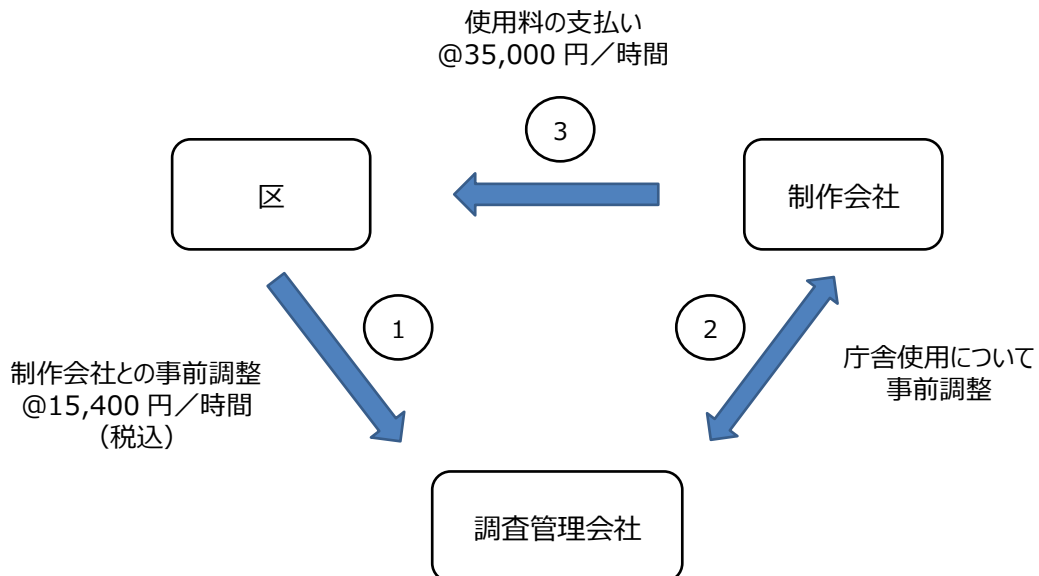 使用料の支払い
@35,000 円／時間
3
区
制作会社
1
2
制作会社との事前調整
@15,400 円／時間
（税込）
庁舎使用について
事前調整
調査管理会社